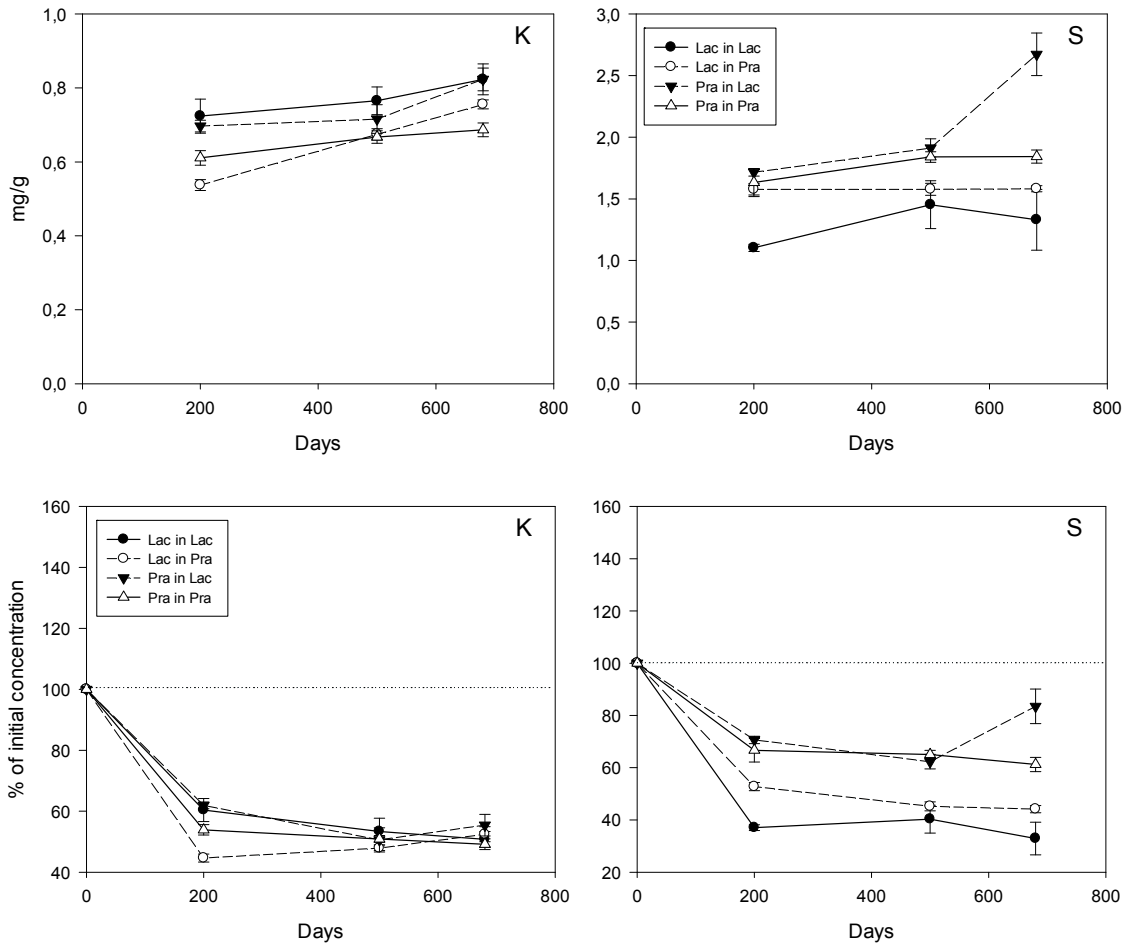 1,0
0,8
0,6
0,4
0,2
0,0
mg/g
K
0
200
400
600
800
Days
3,0
2,5
2,0
1,5
1,0
0,5
0,0
S
Lac in Lac
Lac in Pra
Pra in Lac
Pra in Pra
0
200
400
600
800
Days
160
140
120
100
80
60
40
% of initial concentration
K
Lac in Lac
Lac in Pra
Pra in Lac
Pra in Pra
0
200
400
600
800
Days
160
140
120
100
80
60
40
20
S
0
200
400
600
800
Days